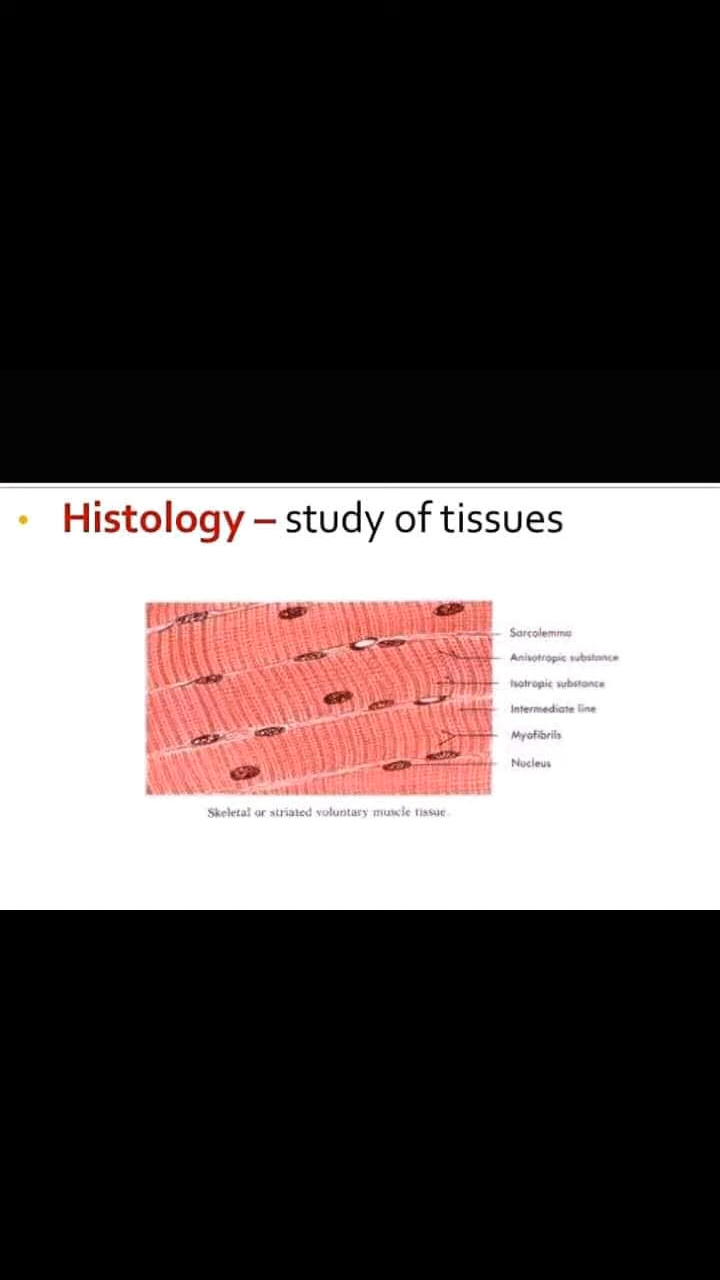 • Histology – study of tissues
Sarcolemma
Anisotropic substance
Isotropic substance
Intermediate line
Myofibrils
Nucleus
Skeletal or striated voluntary muscle tissue.